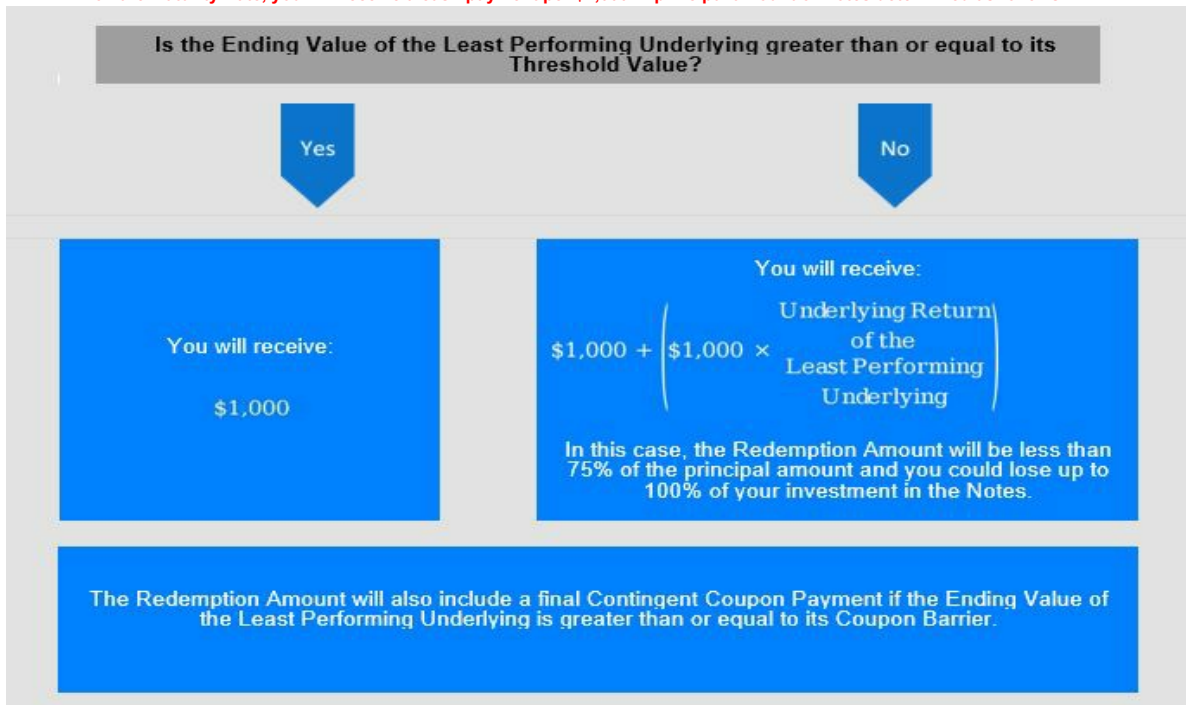 Is the Ending Value of the Least Performing Underlying greater than or equal to its
Threshold Value?
Yes
No
You will receive:
$1,000
You will receive:
$1,000 + ($1,000 × Underlying Return
of the
Least Performing
Underlying)
In this case, the Redemption Amount will be less than
75% of the principal amount and you could lose up to
100% of your investment in the Notes.
The Redemption Amount will also include a final Contingent Coupon Payment if the Ending Value of
the Least Performing Underlying is greater than or equal to its Coupon Barrier.